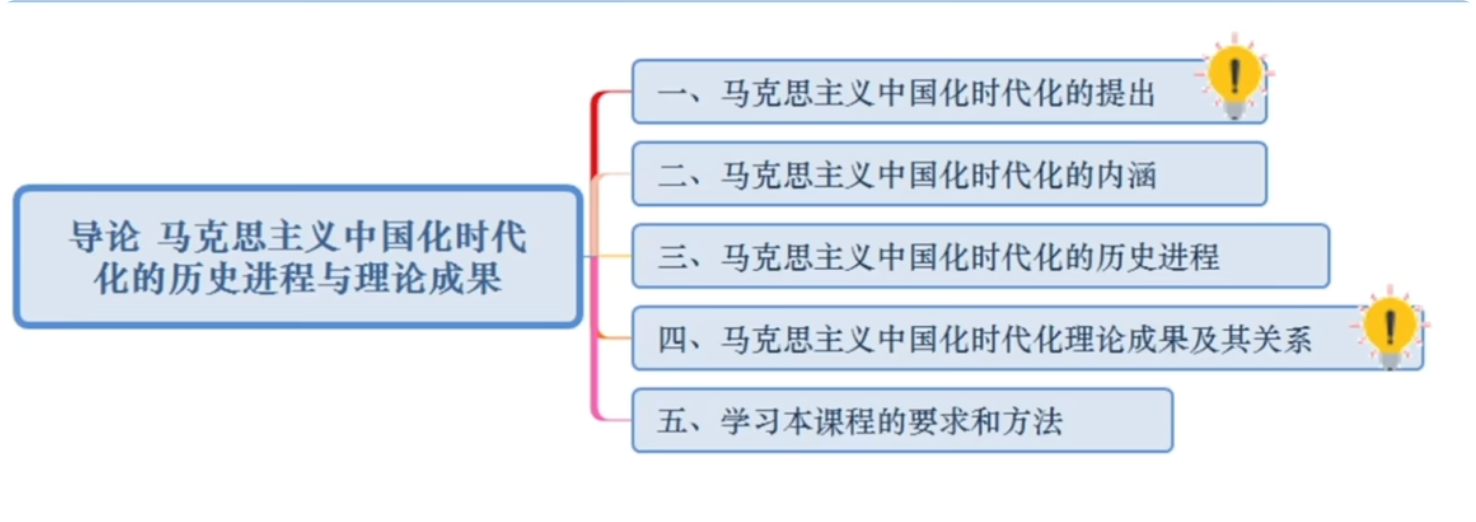 导论 马克思主义中国化时代
化的历史进程与理论成果
一、马克思主义中国化时代化的提出
二、马克思主义中国化时代化的内涵
三、马克思主义中国化时代化的历史进程
四、马克思主义中国化时代化理论成果及其关系
五、学习本课程的要求和方法